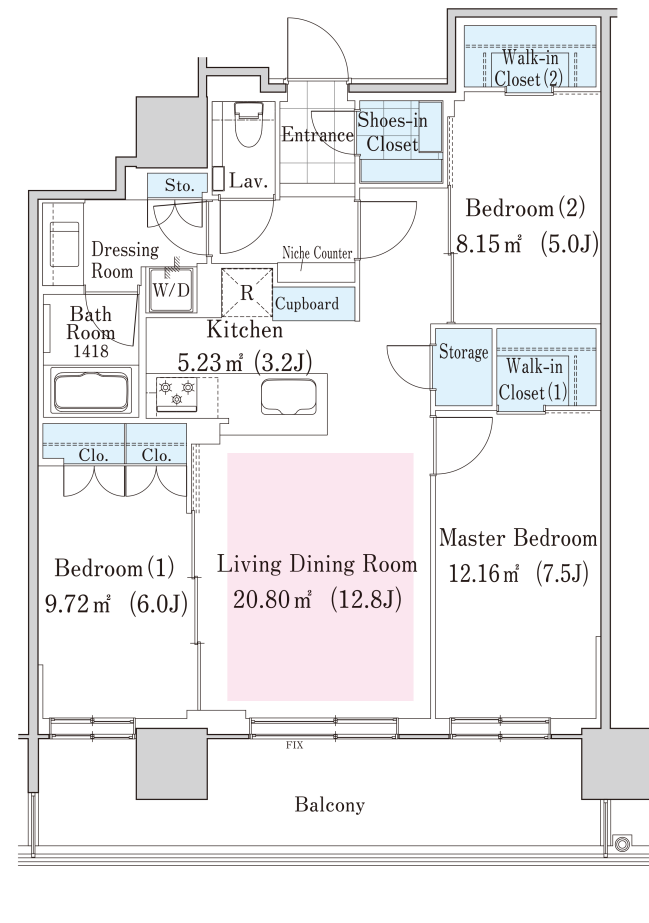 Walk-in
Closet(2)
Entrance
Shoes-in
Closet
Lav.
Sto.
Bedroom(2)
8.15㎡ (5.0J)
Dressing
Room
Niche Counter
W/D
R
Cupboard
Bath
Room
1418
Kitchen
5.23㎡(3.2J)
Storage
Walk-in
Closet(1)
Clo.
Clo.
Bedroom(1)
9.72㎡ (6.0J)
Living Dining Room
20.80㎡ (12.8J)
Master Bedroom
12.16㎡ (7.5J)
FIX
Balcony